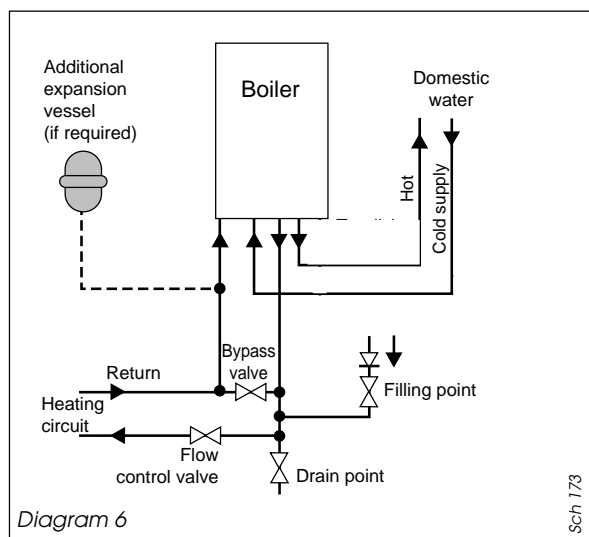 Additional
expansion
vessel
(if required)
Boiler
Domestic
water
Hot
Cold supply
Bypass
valve
Return
Filling point
Heating
circuit
Flow
control valve
Drain point
Diagram 6
Sch 173